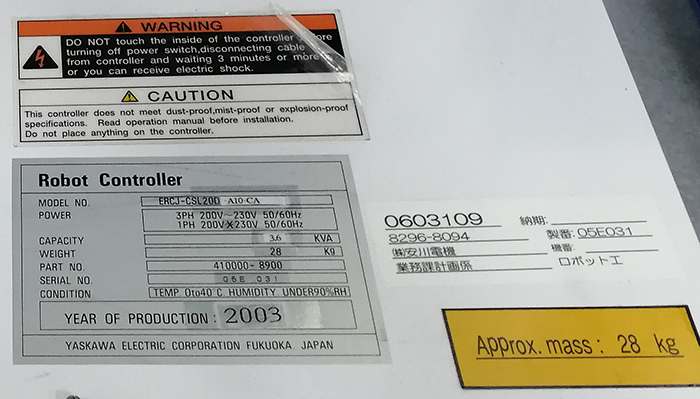 WARNING
DO NOT touch the inside of the controller before
turning off power switch,disconnecting cable
from controller and waiting 3 minutes or more
or you can receive electric shock.
CAUTION
This controller does not meet dust-proof,mist-proof or explosion-proof
specifications. Read operation manual before installation.
Do not place anything on the controller.
Robot Controller
MODEL NO. ERCJ-CSL20D A10-CA
POWER 3PH 200V~230V 50/60Hz
1PH 200V 230V 50/60Hz
CAPACITY 3.6 KVA
WEIGHT 28 Kg
PART NO. 410000-8900
SERIAL NO. 05E 031
CONDITION TEMP. 0to40℃ HUMIDITY UNDER90%RH
YEAR OF PRODUCTION : 2003
YASKAWA ELECTRIC CORPORATION FUKUOKA JAPAN
0603109 納期:
8296-8094 製番: 05E031
㈱安川電機 機番:
業務課計画係 ロボット工
Approx. mass : 28 kg